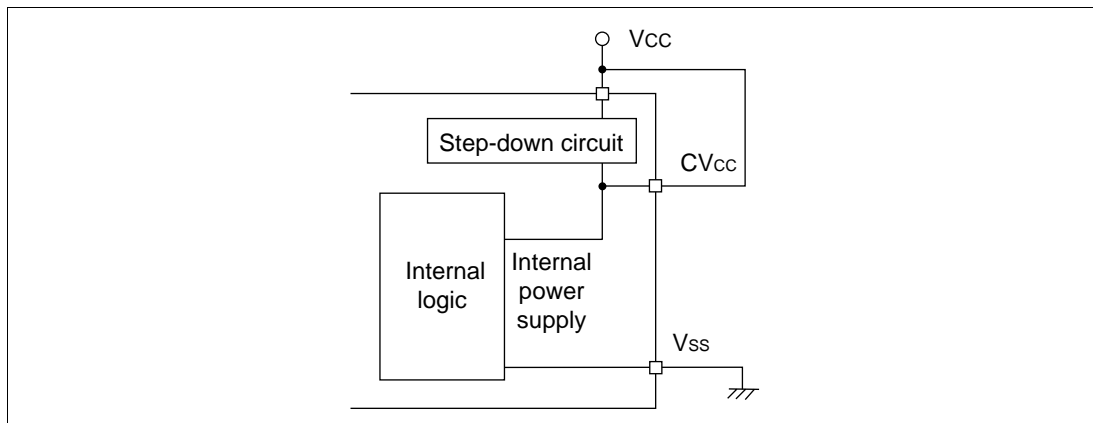 VCC
Step-down circuit
CVCC
Internal
logic
Internal
power
supply
VSS